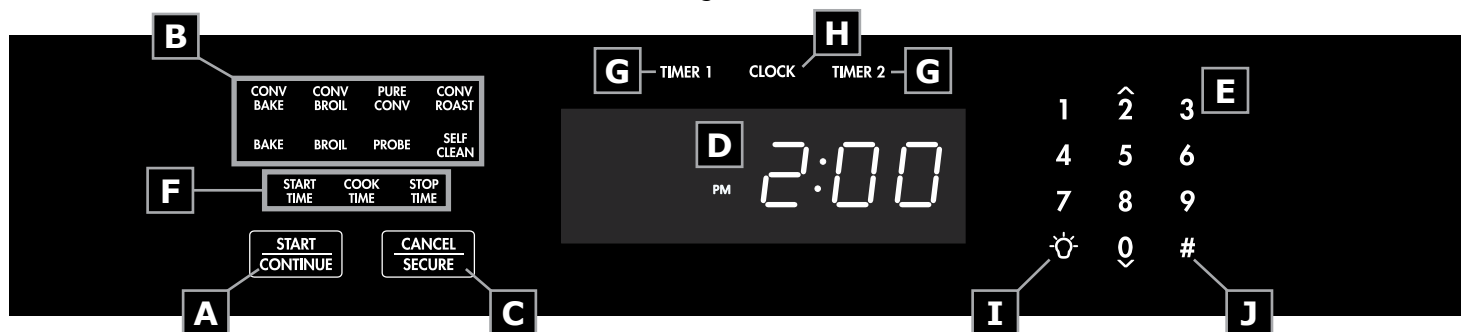 B
H
G TIMER 1 CLOCK TIMER 2 G
CONV BAKE CONV BROIL PURE CONV CONV ROAST
BAKE BROIL PROBE SELF CLEAN
F START TIME COOK TIME STOP TIME
START CONTINUE CANCEL SECURE
A C
D PM 2:00
E
1 2 3
4 5 6
7 8 9
0 #
I J